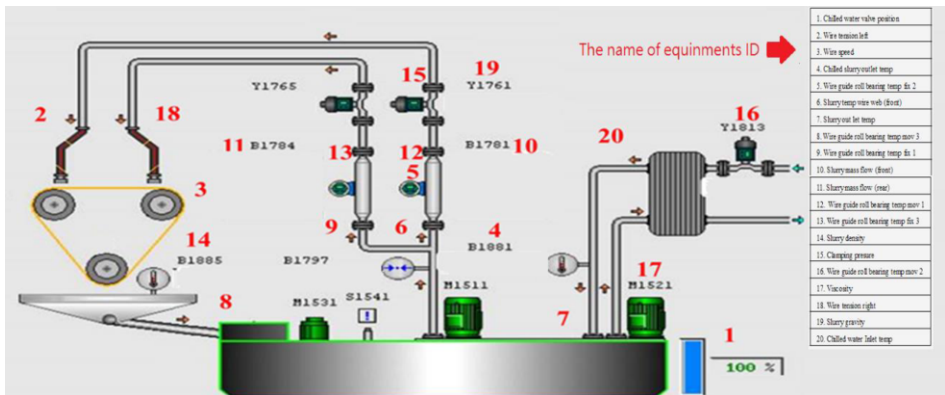 The name of equinments ID
1. Chilled water valve position
2. Wire tension left
3. Wire speed
4. Chilled slurry outlet temp
5. Wire guide roll bearing temp fix 2
6. Slurry temp wire web (front)
7. Slurry out let temp
8. Wire guide roll bearing temp mov 3
9. Wire guide roll bearing temp fix 1
10. Slurry mass flow (front)
11. Slurry mass flow (rear)
12. Wire guide roll bearing temp mov 1
13. Wire guide roll bearing temp fix 3
14. Slurry density
15. Clamping presure
16. Wire guide roll bearing temp mov 2
17. Viscosity
18. Wire tension right
19. Slurry gravity
20. Chilled water Inlet temp
15
19
Y1765
Y1761
2
18
16
Y1813
11 B1784
13
12
B1781 10
20
5
3
9
6
4
14
B1881
B1885
B1797
17
M1511
M1521
8
S1541
M1531
!
7
1
100 %